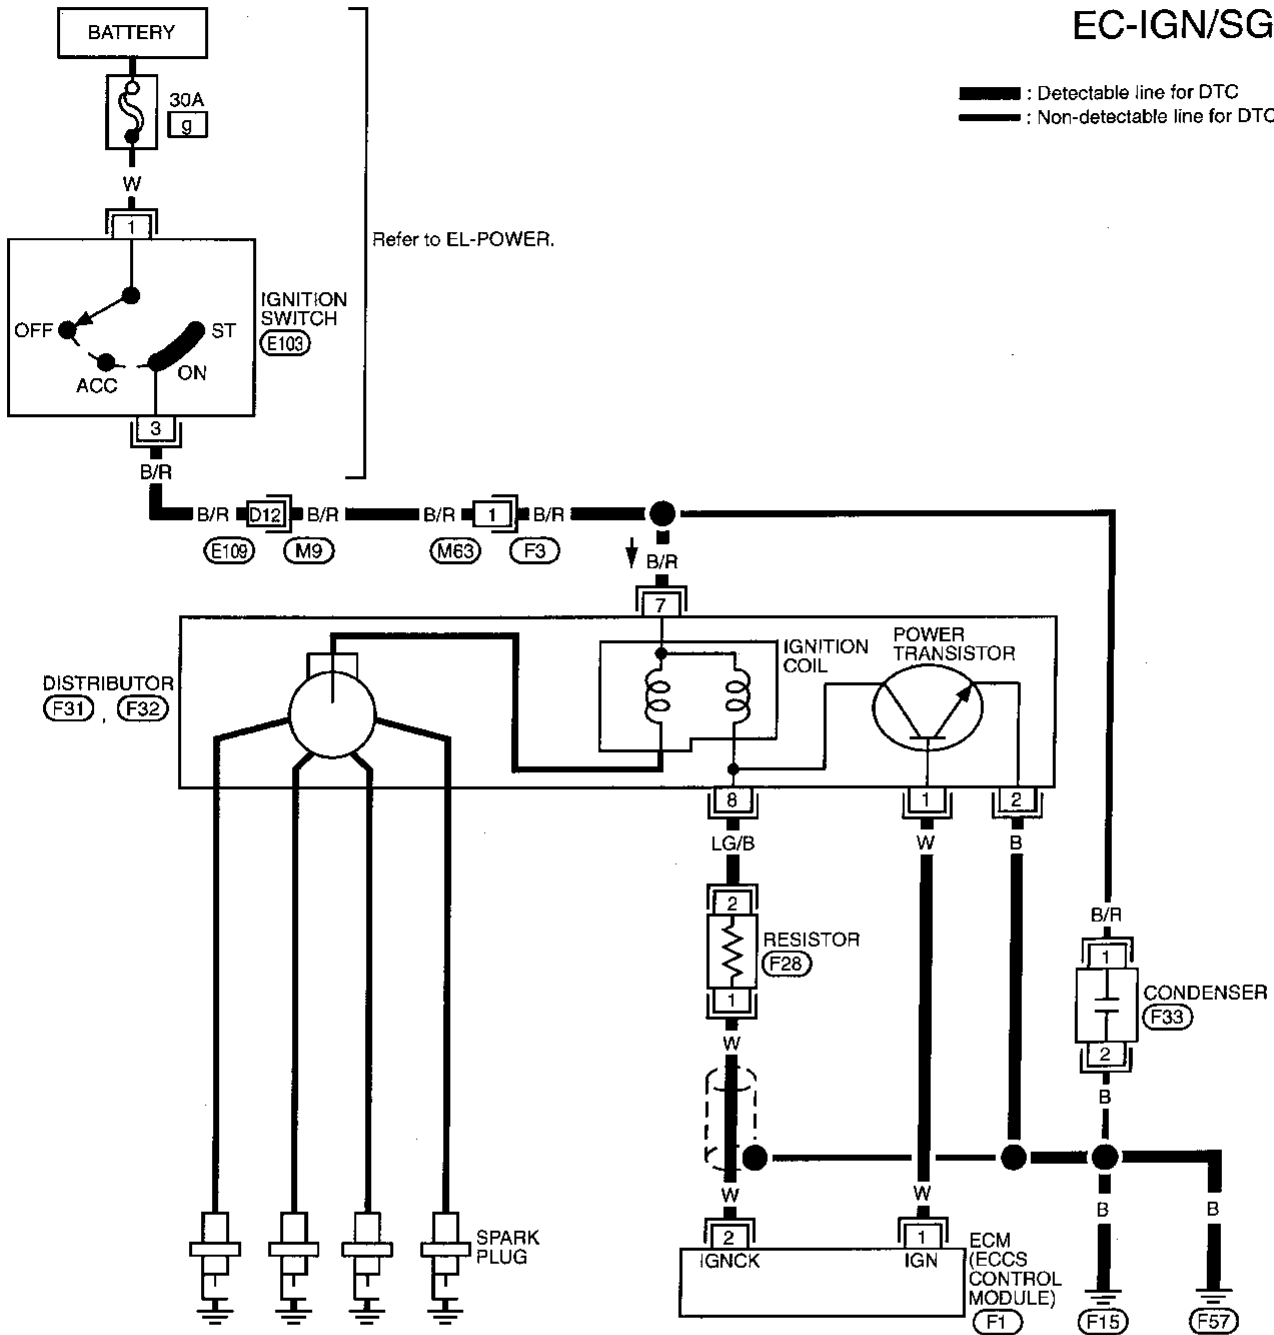 EC-IGN/SG
BATTERY
: Detectable line for DTC
: Non-detectable line for DTC
30A
g
W
1
Refer to EL-POWER.
IGNITION
SWITCH
E103
OFF
ST
ACC
ON
3
B/R
B/R D12 B/R B/R 1 B/R
E109 M9 M63 F3
B/R
7
DISTRIBUTOR
F31 , F32
IGNITION
COIL
POWER
TRANSISTOR
8 1 2
LG/B W B
2
RESISTOR
F28
1
W
B/R
1
CONDENSER
F33
2
B
W W B B
2 1
IGNCK IGN
ECM
(ECCS
CONTROL
MODULE)
F1
SPARK
PLUG
F15 F57